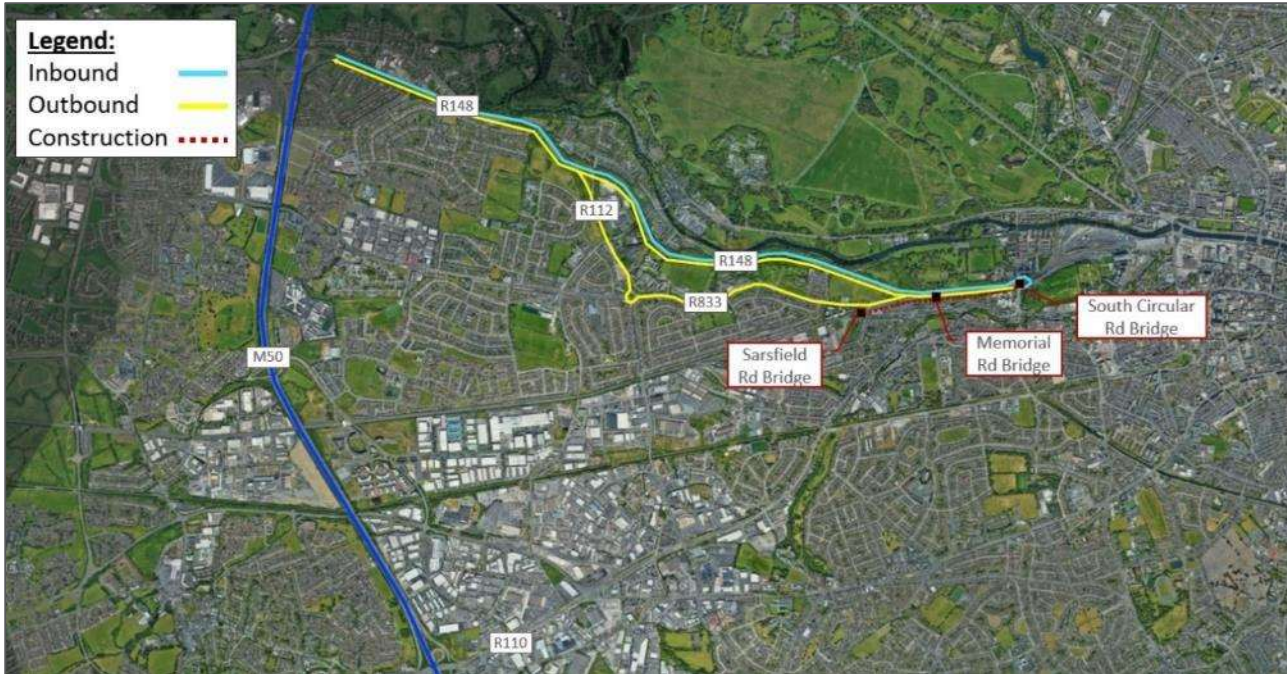 Legend:
Inbound
Outbound
Construction
R148
R112
R148
R833
South Circular
Rd Bridge
Sarsfield
Rd Bridge
Memorial
Rd Bridge
M50
R110